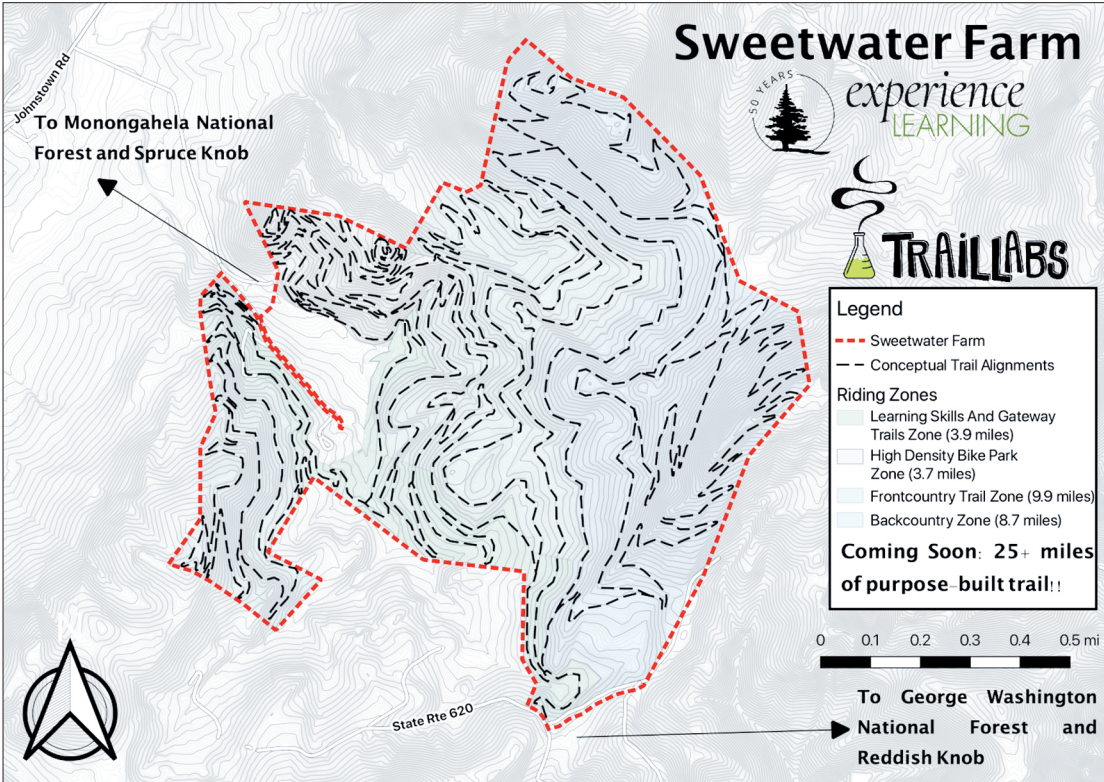 Sweetwater Farm
50 YEARS
experience
LEARNING
TRAIL LABS
Johnstown Rd
To Monongahela National
Forest and Spruce Knob
Legend
Sweetwater Farm
Conceptual Trail Alignments
Riding Zones
Learning Skills And Gateway
Trails Zone (3.9 miles)
High Density Bike Park
Zone (3.7 miles)
Frontcountry Trail Zone (9.9 miles)
Backcountry Zone (8.7 miles)
Coming Soon: 25+ miles
of purpose-built trail!!
0 0.1 0.2 0.3 0.4 0.5 mi
State Rte 620
To George Washington
National Forest and
Reddish Knob